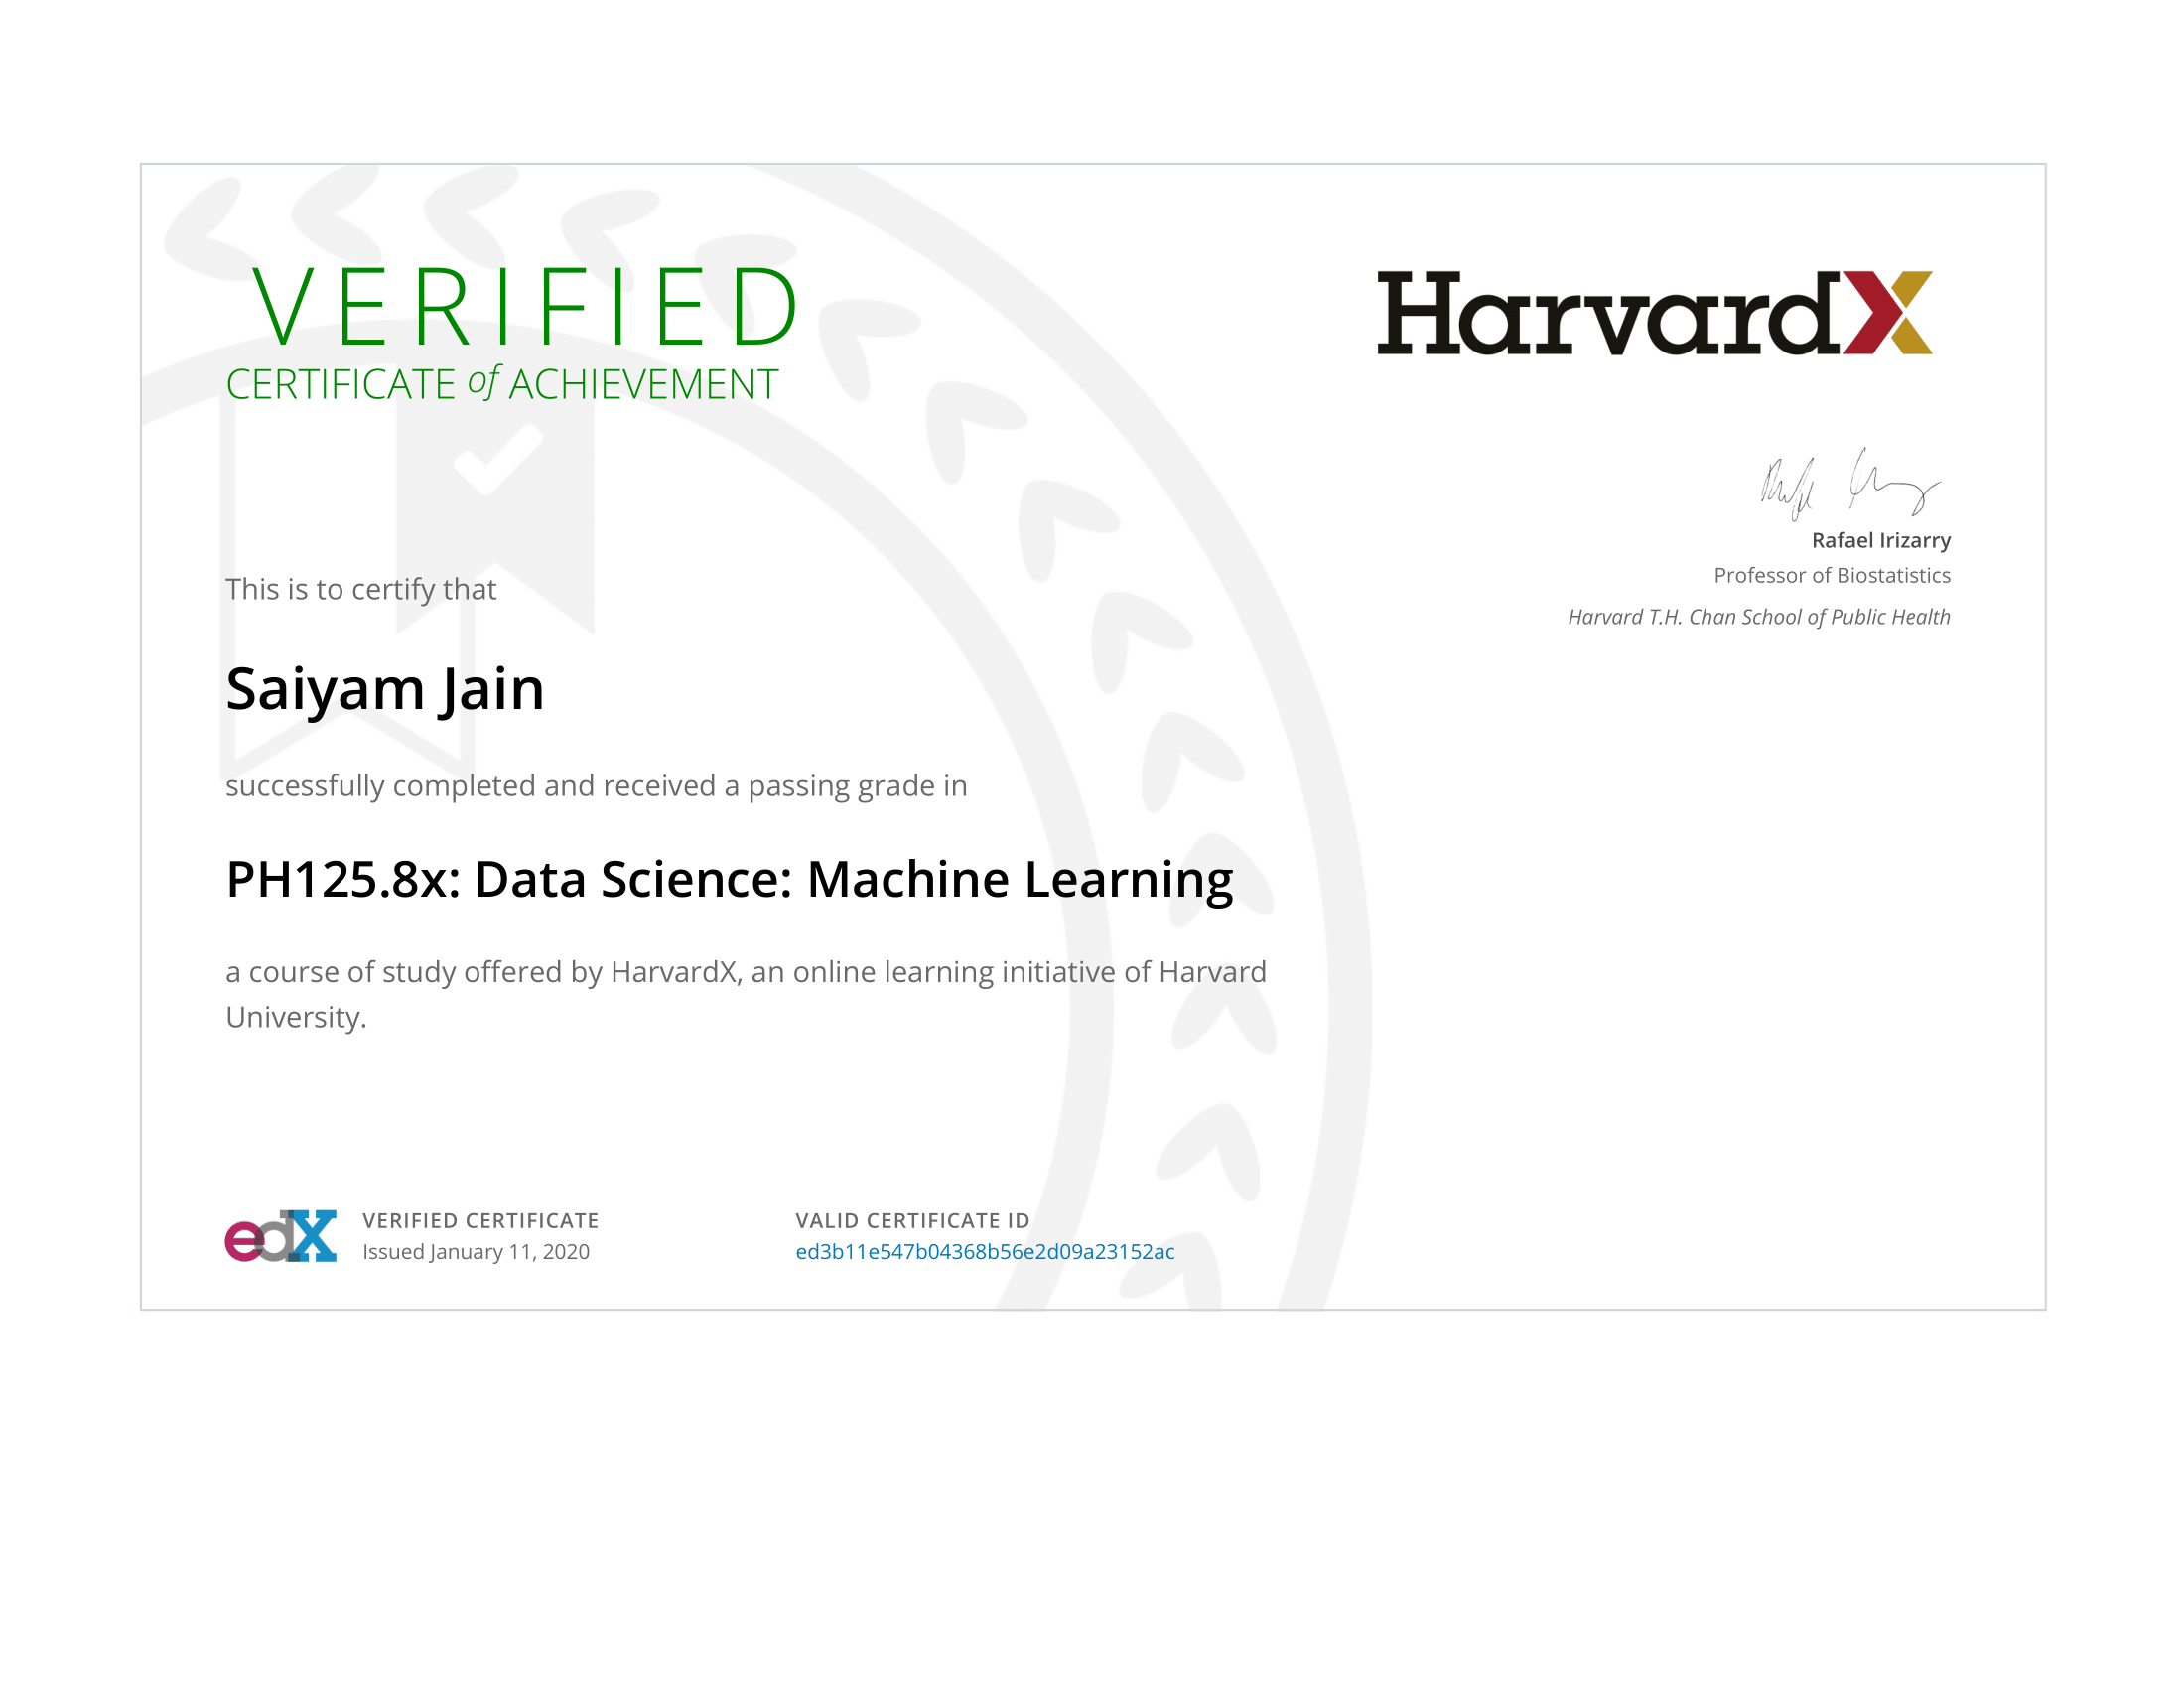 VERIFIED
CERTIFICATE of ACHIEVEMENT
HarvardX
Rafael Irizarry
Professor of Biostatistics
Harvard T.H. Chan School of Public Health
This is to certify that
Saiyam Jain
successfully completed and received a passing grade in
PH125.8x: Data Science: Machine Learning
a course of study offered by HarvardX, an online learning initiative of Harvard
University.
edX
VERIFIED CERTIFICATE
Issued January 11, 2020
VALID CERTIFICATE ID
ed3b11e547b04368b56e2d09a23152ac